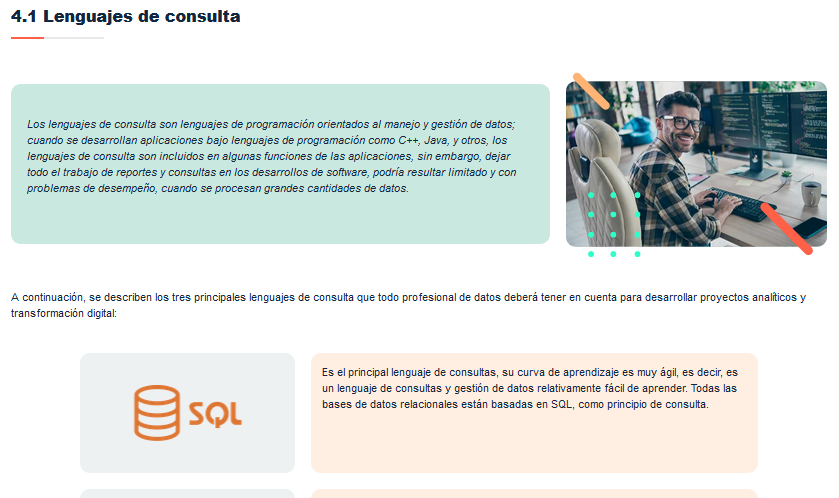 4.1 Lenguajes de consulta
Los lenguajes de consulta son lenguajes de programación orientados al manejo y gestión de datos;
cuando se desarrollan aplicaciones bajo lenguajes de programación como C++, Java, y otros, los
lenguajes de consulta son incluidos en algunas funciones de las aplicaciones, sin embargo, dejar
todo el trabajo de reportes y consultas en los desarrollos de software, podría resultar limitado y con
problemas de desempeño, cuando se procesan grandes cantidades de datos.
A continuación, se describen los tres principales lenguajes de consulta que todo profesional de datos deberá tener en cuenta para desarrollar proyectos analíticos y
transformación digital:
SQL
Es el principal lenguaje de consultas, su curva de aprendizaje es muy ágil, es decir, es
un lenguaje de consultas y gestión de datos relativamente fácil de aprender. Todas las
bases de datos relacionales están basadas en SQL, como principio de consulta.